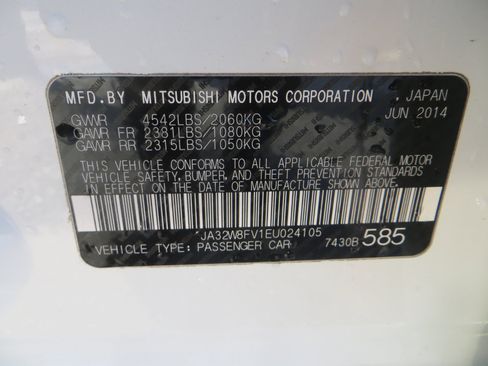 MFD.BY MITSUBISHI MOTORS CORPORATION , JAPAN
GVWR 4542LBS/2060KG JUN 2014
GAWR FR 2381LBS/1080KG
GAWR RR 2315LBS/1050KG
THIS VEHICLE CONFORMS TO ALL APPLICABLE FEDERAL MOTOR
VEHICLE SAFETY, BUMPER, AND THEFT PREVENTION STANDARDS
IN EFFECT ON THE DATE OF MANUFACTURE SHOWN ABOVE.
JA32W8FV1EU024105
VEHICLE TYPE: PASSENGER CAR 7430B 585